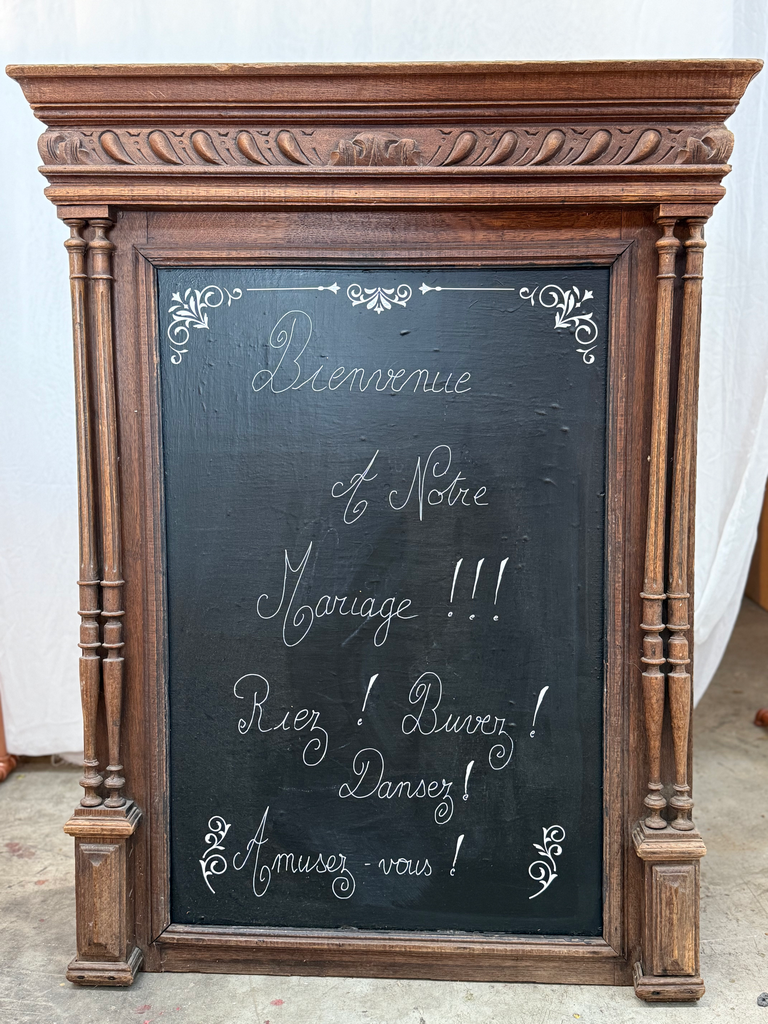 Bienvenue
A Notre
Mariage !!!
Riez ! Buvez !
Dansez !
Amusez-vous !